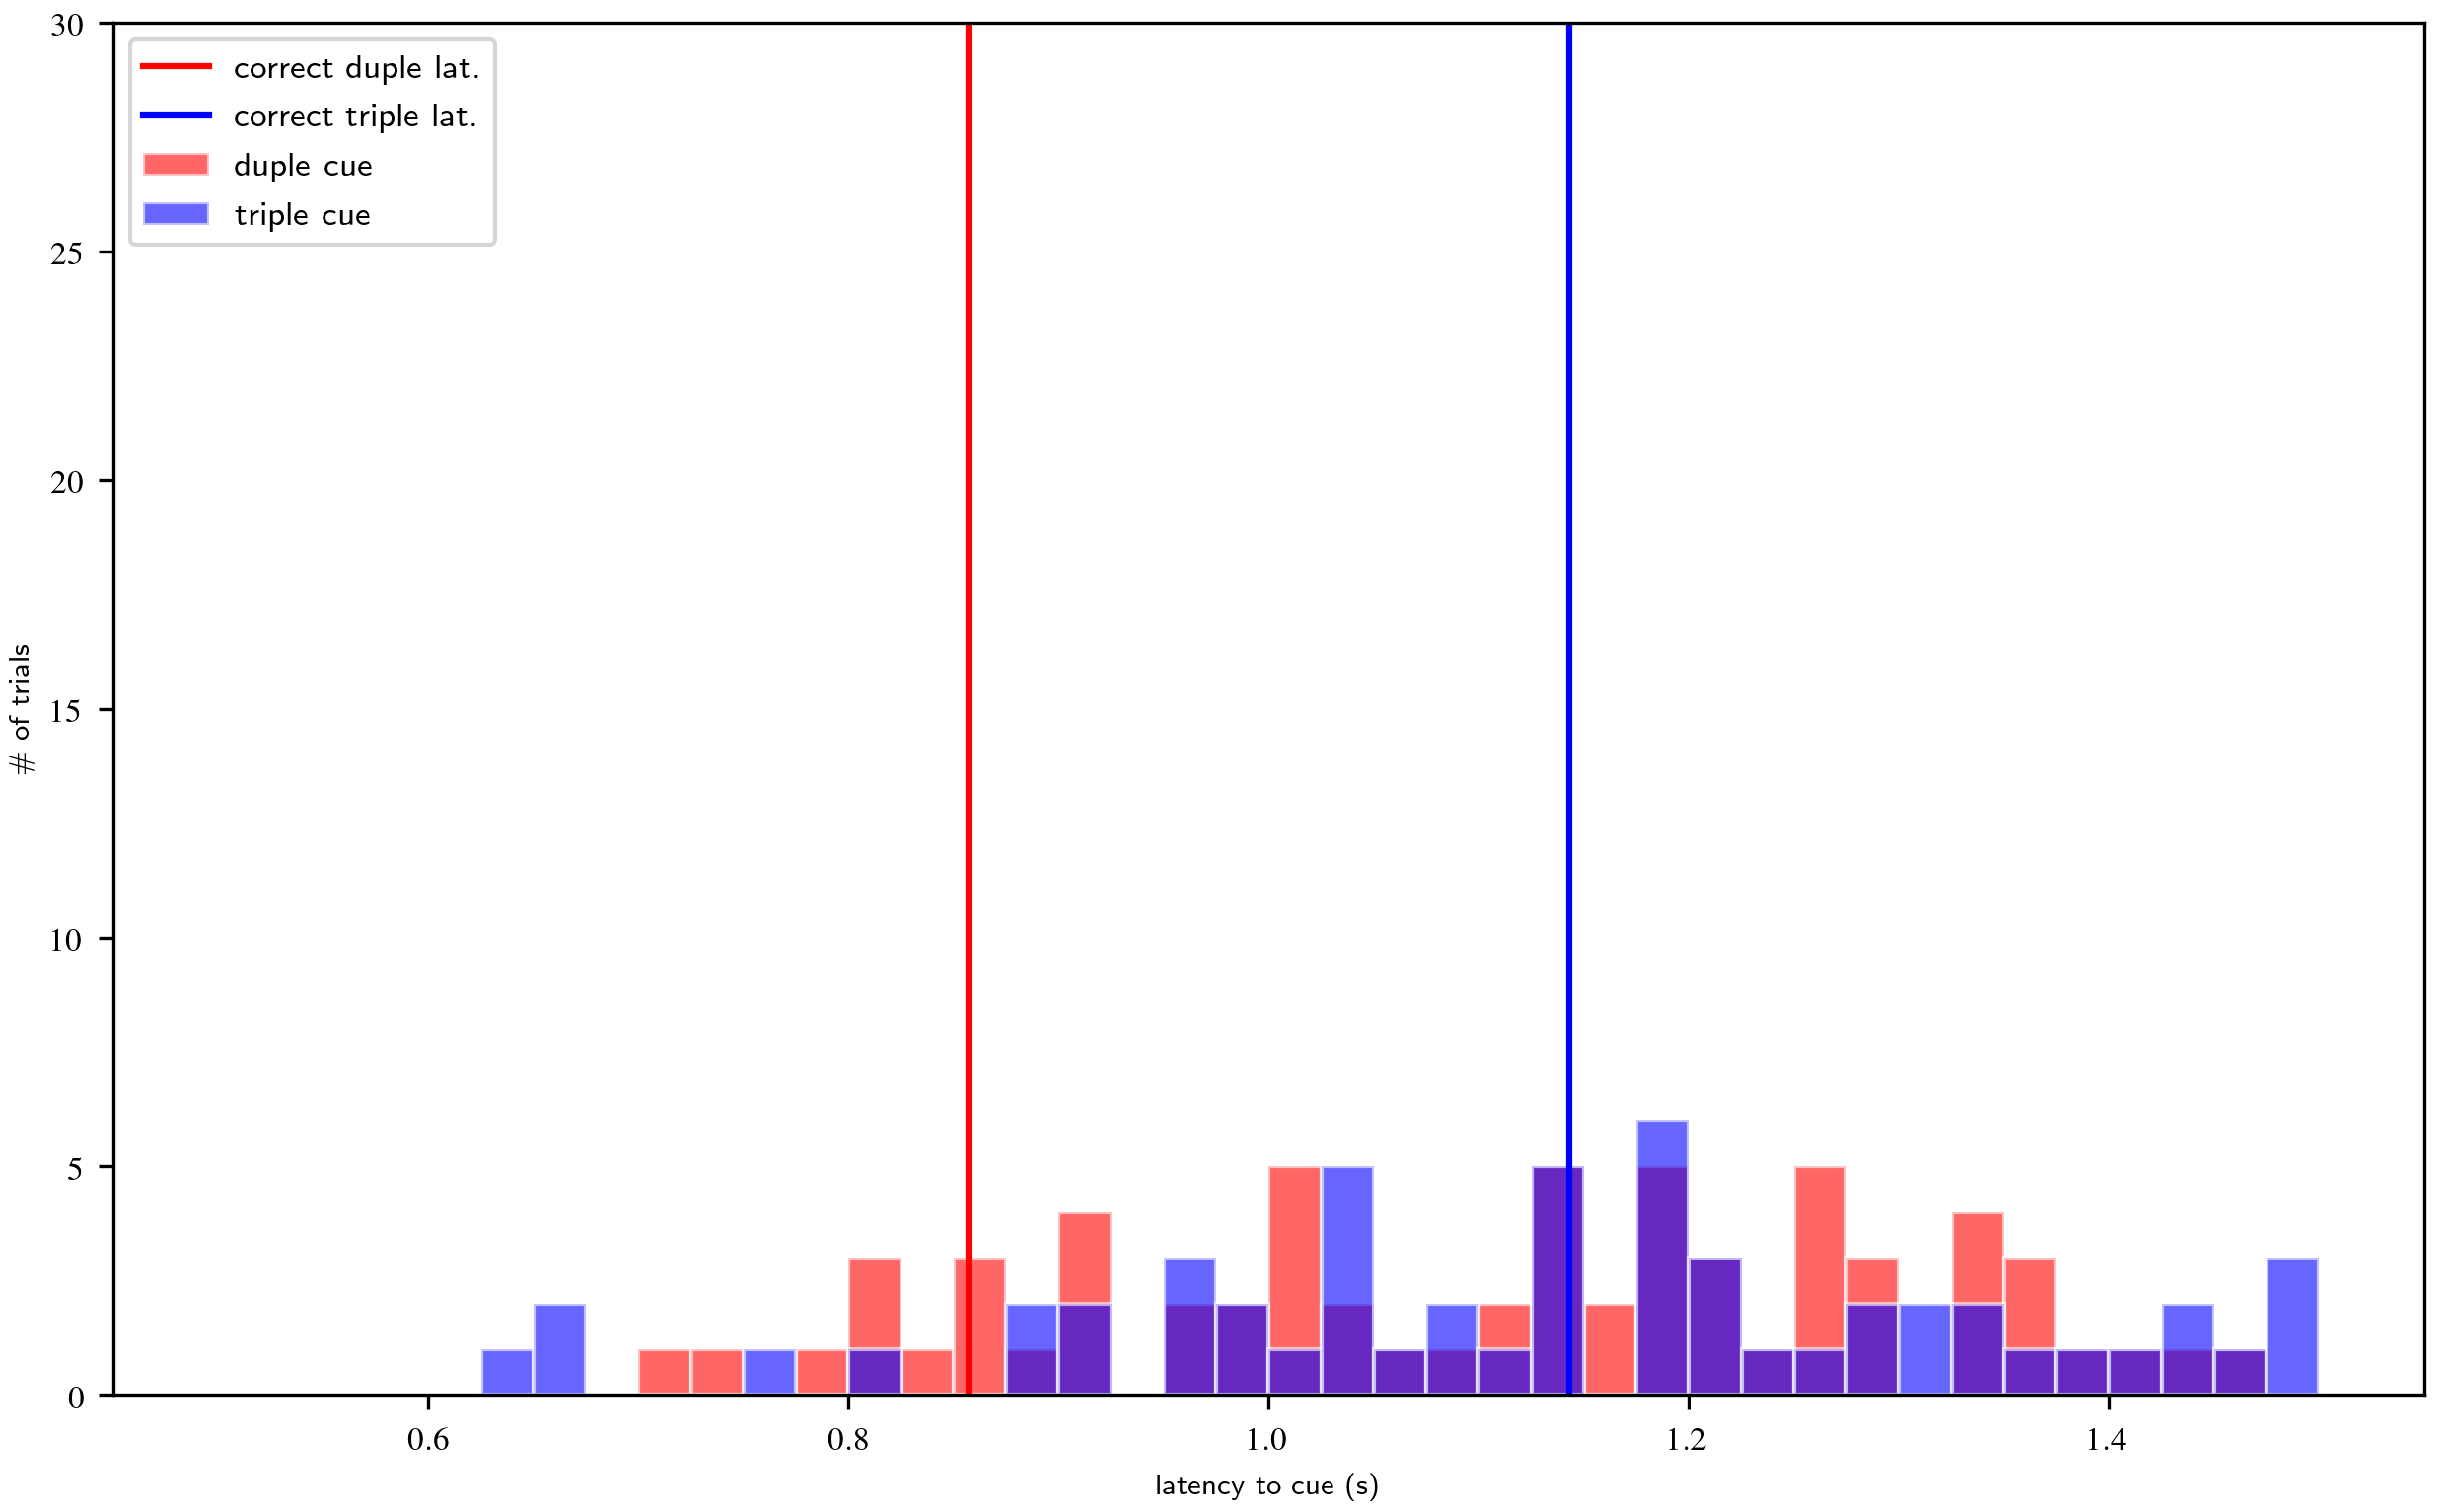 correct duple lat.
correct triple lat.
duple cue
triple cue
30
25
20
15
10
5
0
# of trials
0.6 0.8 1.0 1.2 1.4
latency to cue (s)